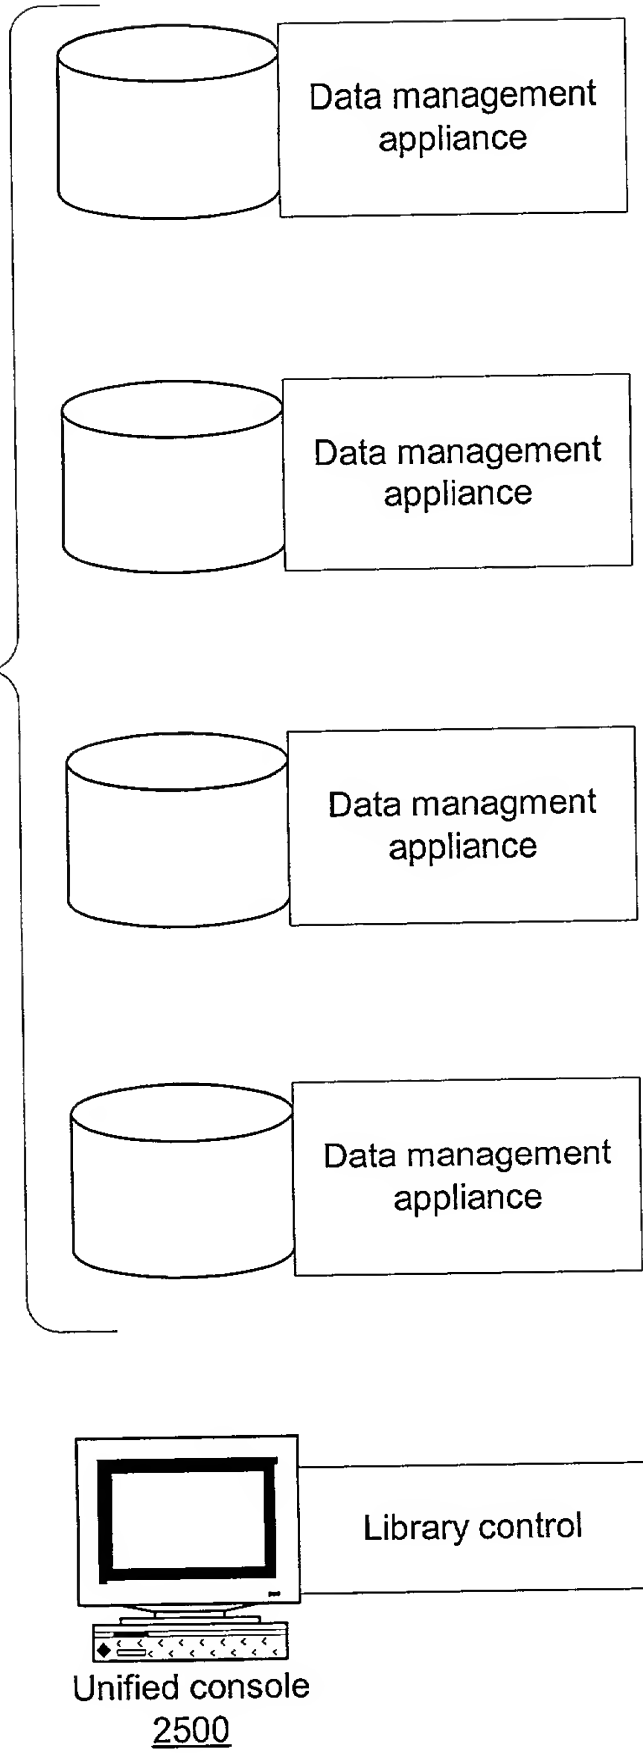 Data management
appliance
Data management
appliance
Data managment
appliance
Data management
appliance
Library control
Unified console
2500